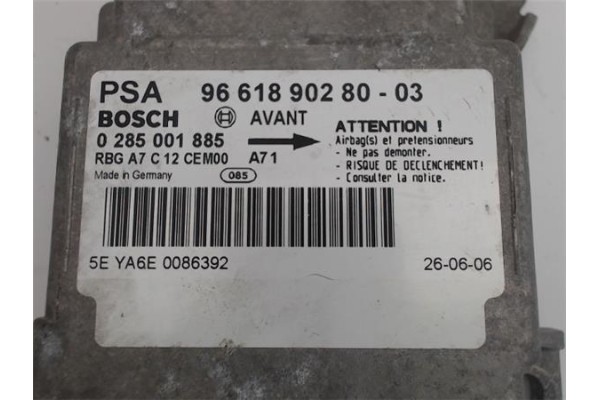 PSA 96 618 902 80 - 03
BOSCH AVANT
0 285 001 885
RBG A7 C 12 CEM00 A71
Made in Germany 085
ATTENTION !
Airbag(s) et pretensionneurs
- Ne pas demonter.
- RISQUE DE DECLENCHEMENT!
- Consulter la notice.
5E YA6E 0086392 26-06-06